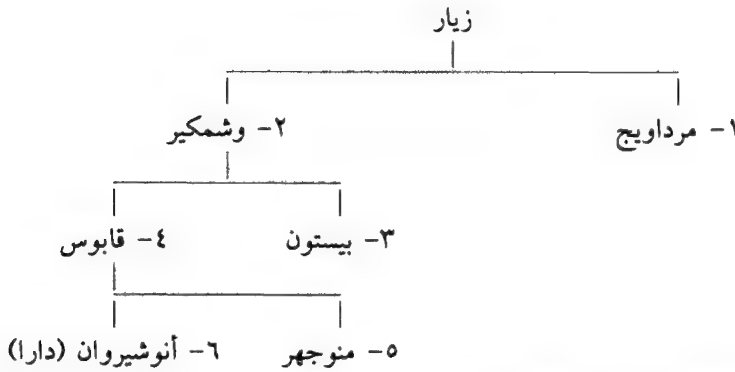 زيار
١- مرداويج ٢- وشمكير
٣- بيستون ٤- قابوس
٥- منوجهر ٦- أنوشيروان (دارا)